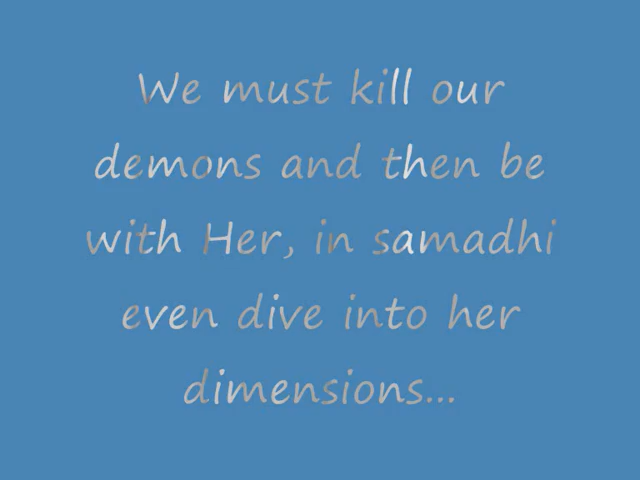 We must kill our
demons and then be
with Her, in samadhi
even dive into her
dimensions...